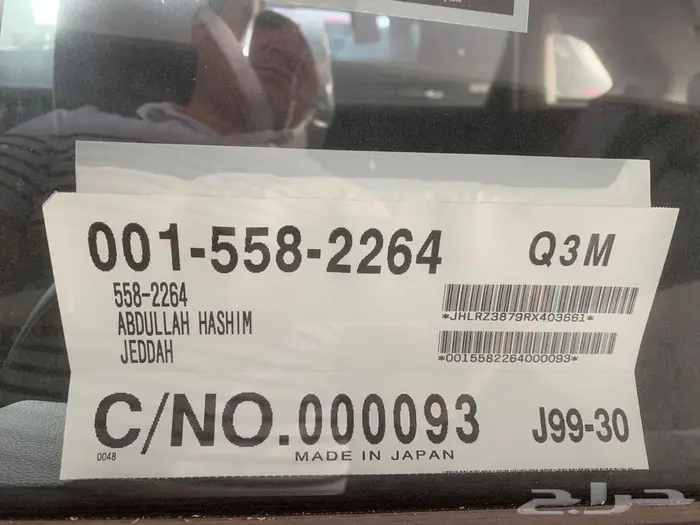 001-558-2264 Q3M
558-2264
ABDULLAH HASHIM
JEDDAH
*JHLRZ3879RX403661*
*0015582264000093*
C/NO.000093 J99-30
0048 MADE IN JAPAN
حراج